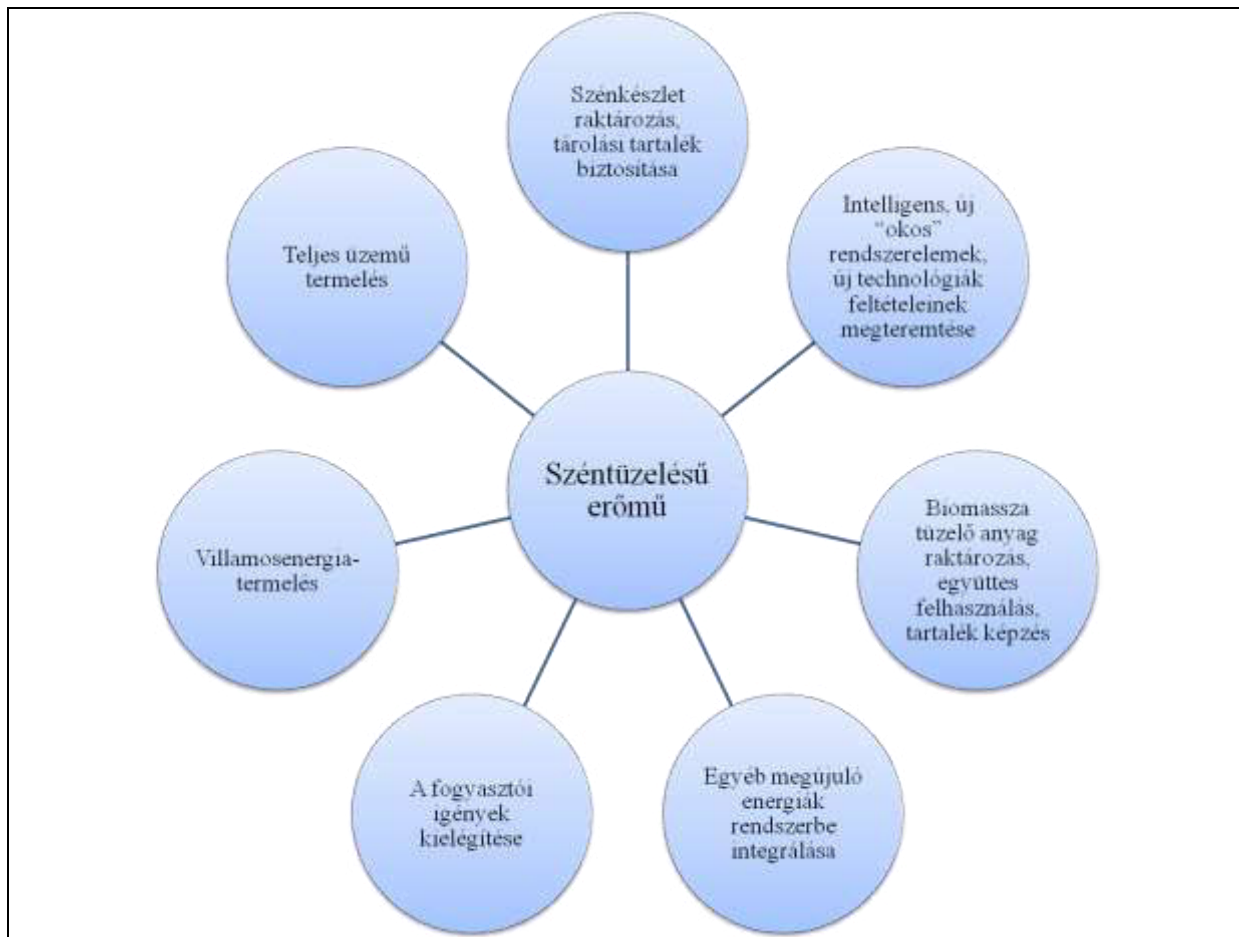 Szénkészlet
raktározás,
tárolási tartalék
biztosítása
Intelligens, új
“okos”
rendszerelemek,
új technológiák
feltételeinek
megteremtése
Biomassza
tüzelő anyag
raktározás,
együttes
felhasználás,
tartalék képzés
Egyéb megújuló
energiák
rendszerbe
integrálása
A fogyasztói
igények
kielégítése
Villamosenergia-
termelés
Teljes üzemű
termelés
Széntüzelésű
erőmű